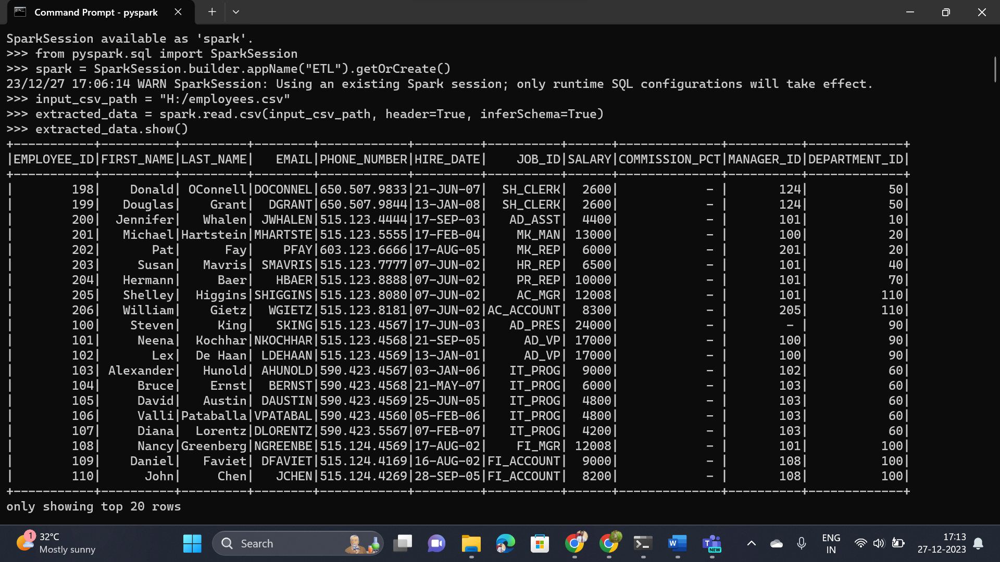 Command Prompt - pyspark
SparkSession available as 'spark'.
>>> from pyspark.sql import SparkSession
>>> spark = SparkSession.builder.appName("ETL").getOrCreate()
23/12/27 17:06:14 WARN SparkSession: Using an existing Spark session; only runtime SQL configurations will take effect.
>>> input_csv_path = "H:/employees.csv"
>>> extracted_data = spark.read.csv(input_csv_path, header=True, inferSchema=True)
>>> extracted_data.show()
+-----------+----------+---------+--------+------------+---------+----------+------+--------------+----------+-------------+
|EMPLOYEE_ID|FIRST_NAME|LAST_NAME|   EMAIL|PHONE_NUMBER|HIRE_DATE|    JOB_ID|SALARY|COMMISSION_PCT|MANAGER_ID|DEPARTMENT_ID|
+-----------+----------+---------+--------+------------+---------+----------+------+--------------+----------+-------------+
|        198|    Donald| OConnell|DOCONNEL|650.507.9833|21-JUN-07|  SH_CLERK|  2600|            - |       124|           50|
|        199|   Douglas|    Grant|  DGRANT|650.507.9844|13-JAN-08|  SH_CLERK|  2600|            - |       124|           50|
|        200|  Jennifer|   Whalen| JWHALEN|515.123.4444|17-SEP-03|   AD_ASST|  4400|            - |       101|           10|
|        201|   Michael|Hartstein|MHARTSTE|515.123.5555|17-FEB-04|    MK_MAN| 13000|            - |       100|           20|
|        202|       Pat|      Fay|    PFAY|603.123.6666|17-AUG-05|    MK_REP|  6000|            - |       201|           20|
|        203|     Susan|   Mavris| SMAVRIS|515.123.7777|07-JUN-02|    HR_REP|  6500|            - |       101|           40|
|        204|   Hermann|     Baer|   HBAER|515.123.8888|07-JUN-02|    PR_REP| 10000|            - |       101|           70|
|        205|   Shelley|  Higgins|SHIGGINS|515.123.8080|07-JUN-02|    AC_MGR| 12008|            - |       101|          110|
|        206|   William|    Gietz|  WGIETZ|515.123.8181|07-JUN-02|AC_ACCOUNT|  8300|            - |       205|          110|
|        100|    Steven|     King|   SKING|515.123.4567|17-JUN-03|   AD_PRES| 24000|            - |        - |           90|
|        101|     Neena|  Kochhar|NKOCHHAR|515.123.4568|21-SEP-05|     AD_VP| 17000|            - |       100|           90|
|        102|       Lex|  De Haan| LDEHAAN|515.123.4569|13-JAN-01|     AD_VP| 17000|            - |       100|           90|
|        103| Alexander|   Hunold| AHUNOLD|590.423.4567|03-JAN-06|   IT_PROG|  9000|            - |       102|           60|
|        104|     Bruce|    Ernst|  BERNST|590.423.4568|21-MAY-07|   IT_PROG|  6000|            - |       103|           60|
|        105|     David|   Austin| DAUSTIN|590.423.4569|25-JUN-05|   IT_PROG|  4800|            - |       103|           60|
|        106|     Valli|Pataballa|VPATABAL|590.423.4560|05-FEB-06|   IT_PROG|  4800|            - |       103|           60|
|        107|     Diana|  Lorentz|DLORENTZ|590.423.5567|07-FEB-07|   IT_PROG|  4200|            - |       103|           60|
|        108|     Nancy|Greenberg|NGREENBE|515.124.4569|17-AUG-02|    FI_MGR| 12008|            - |       101|          100|
|        109|    Daniel|   Faviet| DFAVIET|515.124.4169|16-AUG-02|FI_ACCOUNT|  9000|            - |       108|          100|
|        110|      John|     Chen|   JCHEN|515.124.4269|28-SEP-05|FI_ACCOUNT|  8200|            - |       108|          100|
+-----------+----------+---------+--------+------------+---------+----------+------+--------------+----------+-------------+
only showing top 20 rows
1
32°C
Mostly sunny
Search
W
T
NEW
ENG
IN
17:13
27-12-2023